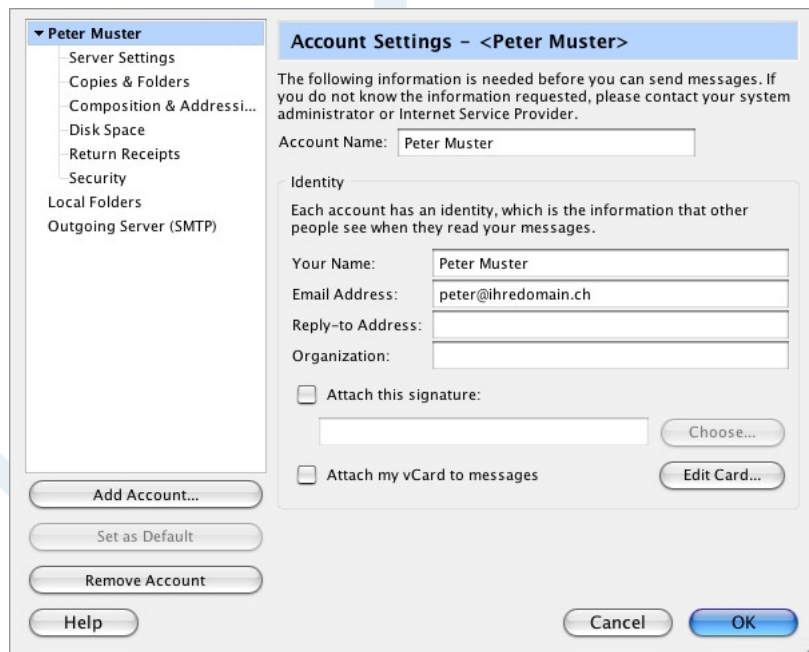 Peter Muster
Server Settings
Copies & Folders
Composition & Addressi...
Disk Space
Return Receipts
Security
Local Folders
Outgoing Server (SMTP)
Add Account...
Set as Default
Remove Account
Help
Account Settings – <Peter Muster>
The following information is needed before you can send messages. If
you do not know the information requested, please contact your system
administrator or Internet Service Provider.
Account Name: Peter Muster
Identity
Each account has an identity, which is the information that other
people see when they read your messages.
Your Name: Peter Muster
Email Address: peter@ihredomain.ch
Reply-to Address:
Organization:
Attach this signature:
Choose...
Attach my vCard to messages Edit Card...
Cancel OK